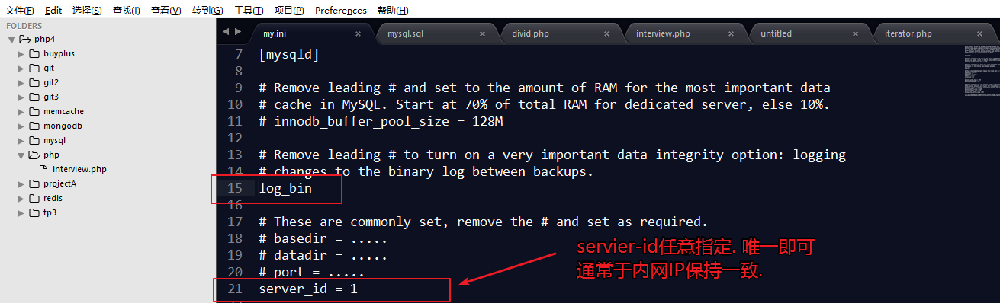 文件(F) Edit 选择(S) 查找(I) 查看(V) 转到(G) 工具(T) 项目(P) Preferences 帮助(H)
FOLDERS
php4
buyplus
git
git2
git3
memcache
mongodb
mysql
php
interview.php
projectA
redis
tp3
my.ini × mysql.sql × divid.php × interview.php × untitled × iterator.php ×
7 [mysqld]
8
9 # Remove leading # and set to the amount of RAM for the most important data
10 # cache in MySQL. Start at 70% of total RAM for dedicated server, else 10%.
11 # innodb_buffer_pool_size = 128M
12
13 # Remove leading # to turn on a very important data integrity option: logging
14 # changes to the binary log between backups.
15 log_bin
16
17 # These are commonly set, remove the # and set as required.
18 # basedir = .....
19 # datadir = .....
20 # port = .....
21 server_id = 1
servier-id任意指定. 唯一即可
通常于内网IP保持一致.